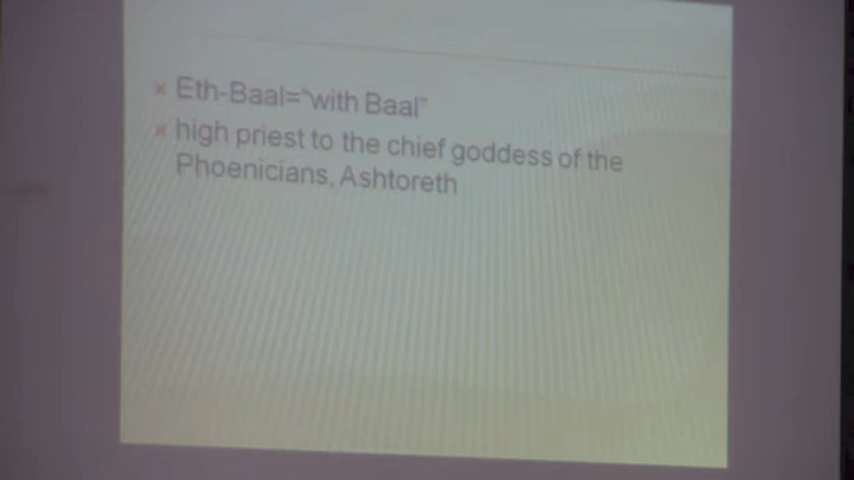 Eth-Baal="with Baal"
high priest to the chief goddess of the
Phoenicians, Ashtoreth